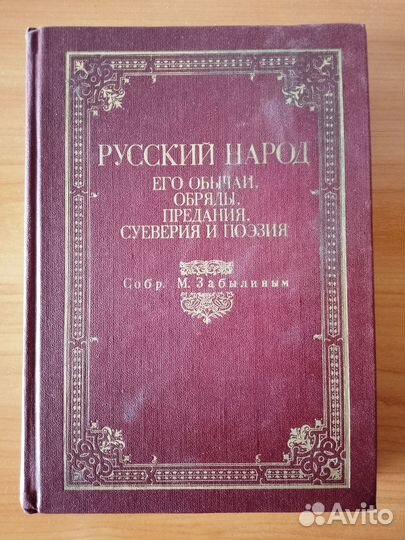 РУССКИЙ НАРОД
ЕГО ОБЫЧАИ,
ОБРЯДЫ,
ПРЕДАНИЯ,
СУЕВЕРИЯ И ПОЭЗИЯ
Собр. М. Забылиным
Avito